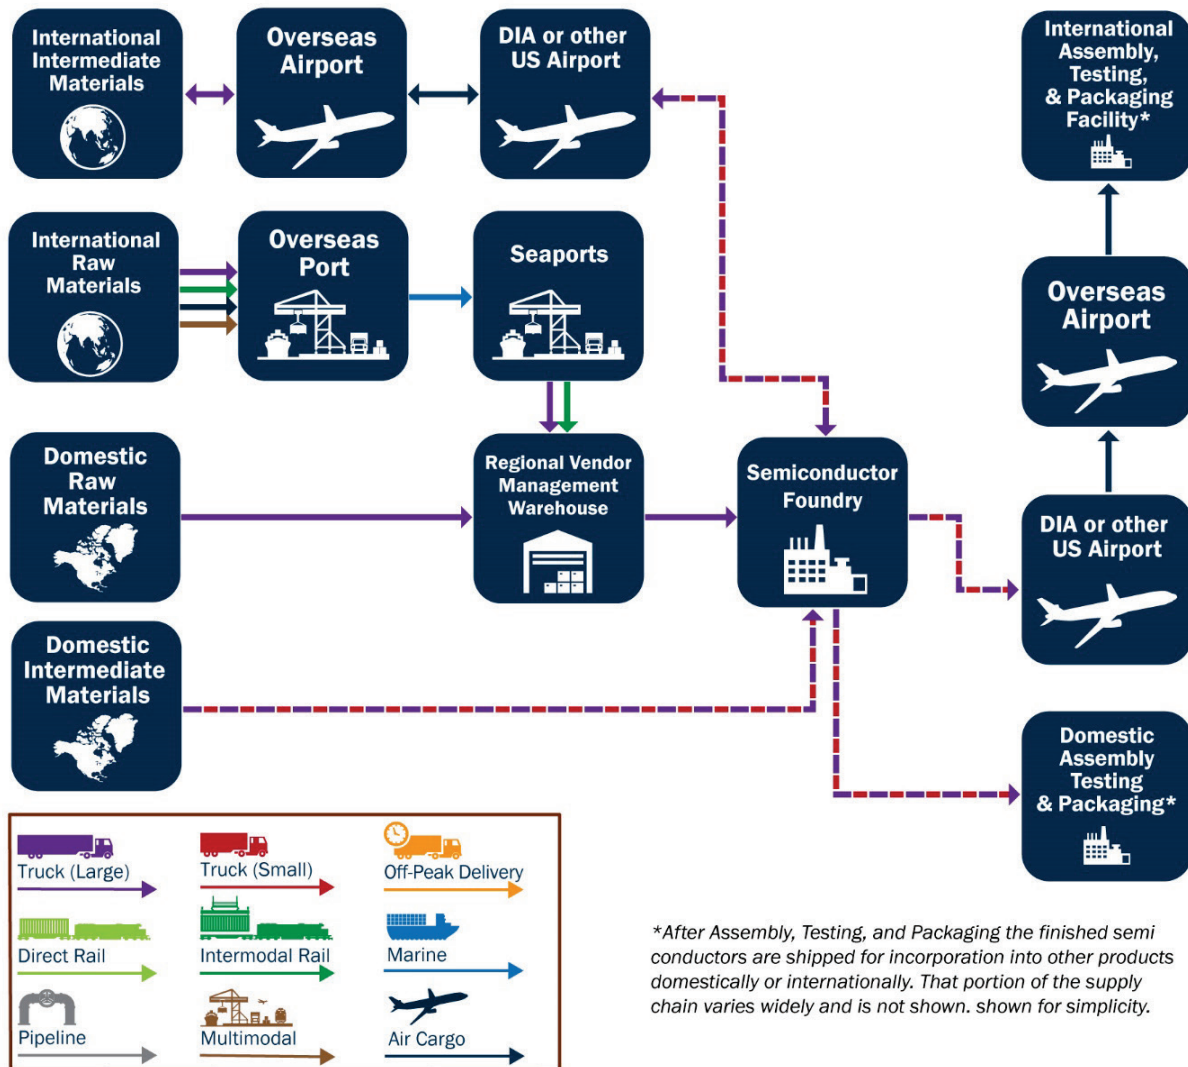 International
Intermediate
Materials
Overseas
Airport
DIA or other
US Airport
International
Assembly,
Testing,
& Packaging
Facility*
International
Raw
Materials
Overseas
Port
Seaports
Overseas
Airport
Domestic
Raw
Materials
Regional Vendor
Management
Warehouse
Semiconductor
Foundry
DIA or other
US Airport
Domestic
Intermediate
Materials
Domestic
Assembly
Testing
& Packaging*
Truck (Large)
Truck (Small)
Off-Peak Delivery
Direct Rail
Intermodal Rail
Marine
Pipeline
Multimodal
Air Cargo
*After Assembly, Testing, and Packaging the finished semi
conductors are shipped for incorporation into other products
domestically or internationally. That portion of the supply
chain varies widely and is not shown. shown for simplicity.